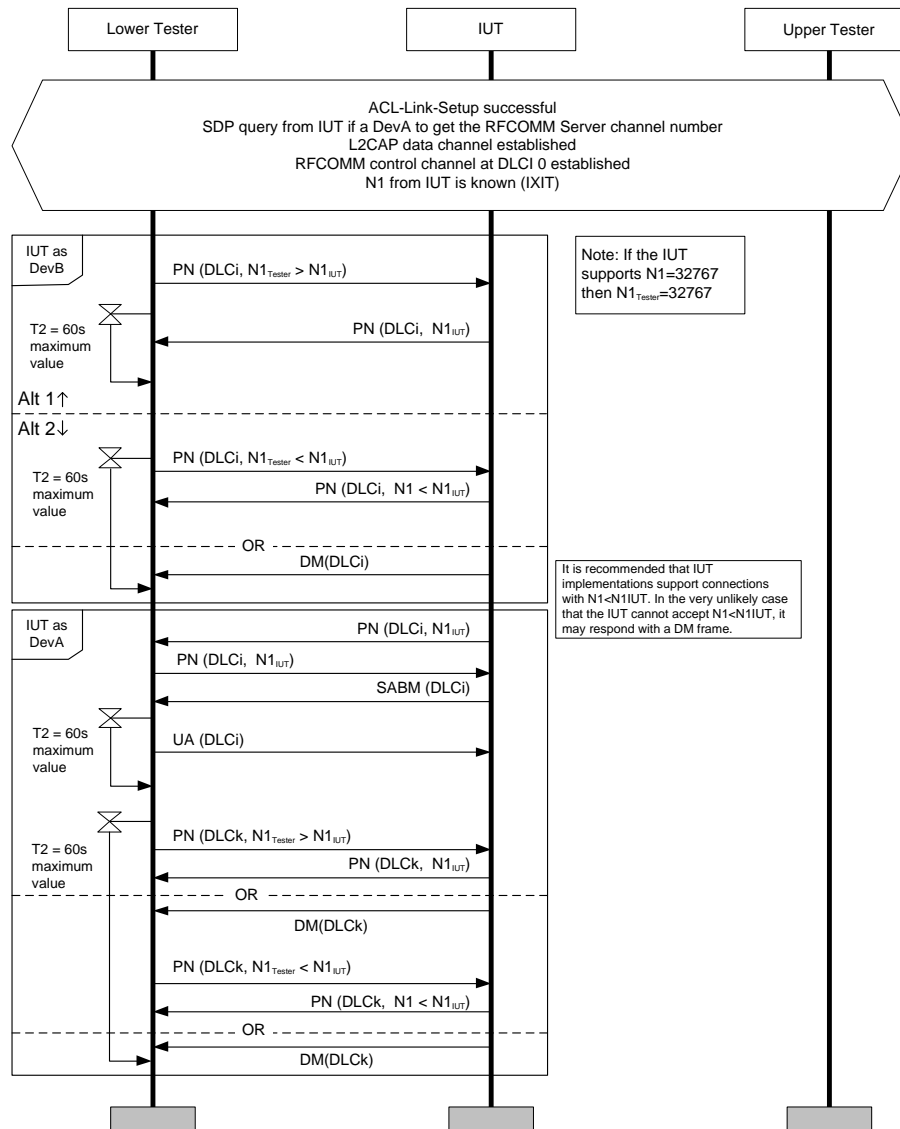 Lower Tester
IUT
Upper Tester
ACL-Link-Setup successful
SDP query from IUT if a DevA to get the RFCOMM Server channel number
L2CAP data channel established
RFCOMM control channel at DLCI 0 established
N1 from IUT is known (IXIT)
IUT as
DevB
PN (DLCi, N1Tester > N1IUT)
Note: If the IUT
supports N1=32767
then N1Tester=32767
T2 = 60s
maximum
value
PN (DLCi, N1IUT)
Alt 1↑
Alt 2↓
PN (DLCi, N1Tester < N1IUT)
T2 = 60s
maximum
value
PN (DLCi, N1 < N1IUT)
OR
DM(DLCi)
It is recommended that IUT
implementations support connections
with N1<N1IUT. In the very unlikely case
that the IUT cannot accept N1<N1IUT, it
may respond with a DM frame.
IUT as
DevA
PN (DLCi, N1IUT)
PN (DLCi, N1IUT)
SABM (DLCi)
T2 = 60s
maximum
value
UA (DLCi)
PN (DLCk, N1Tester > N1IUT)
T2 = 60s
maximum
value
PN (DLCk, N1IUT)
OR
DM(DLCk)
PN (DLCk, N1Tester < N1IUT)
PN (DLCk, N1 < N1IUT)
OR
DM(DLCk)